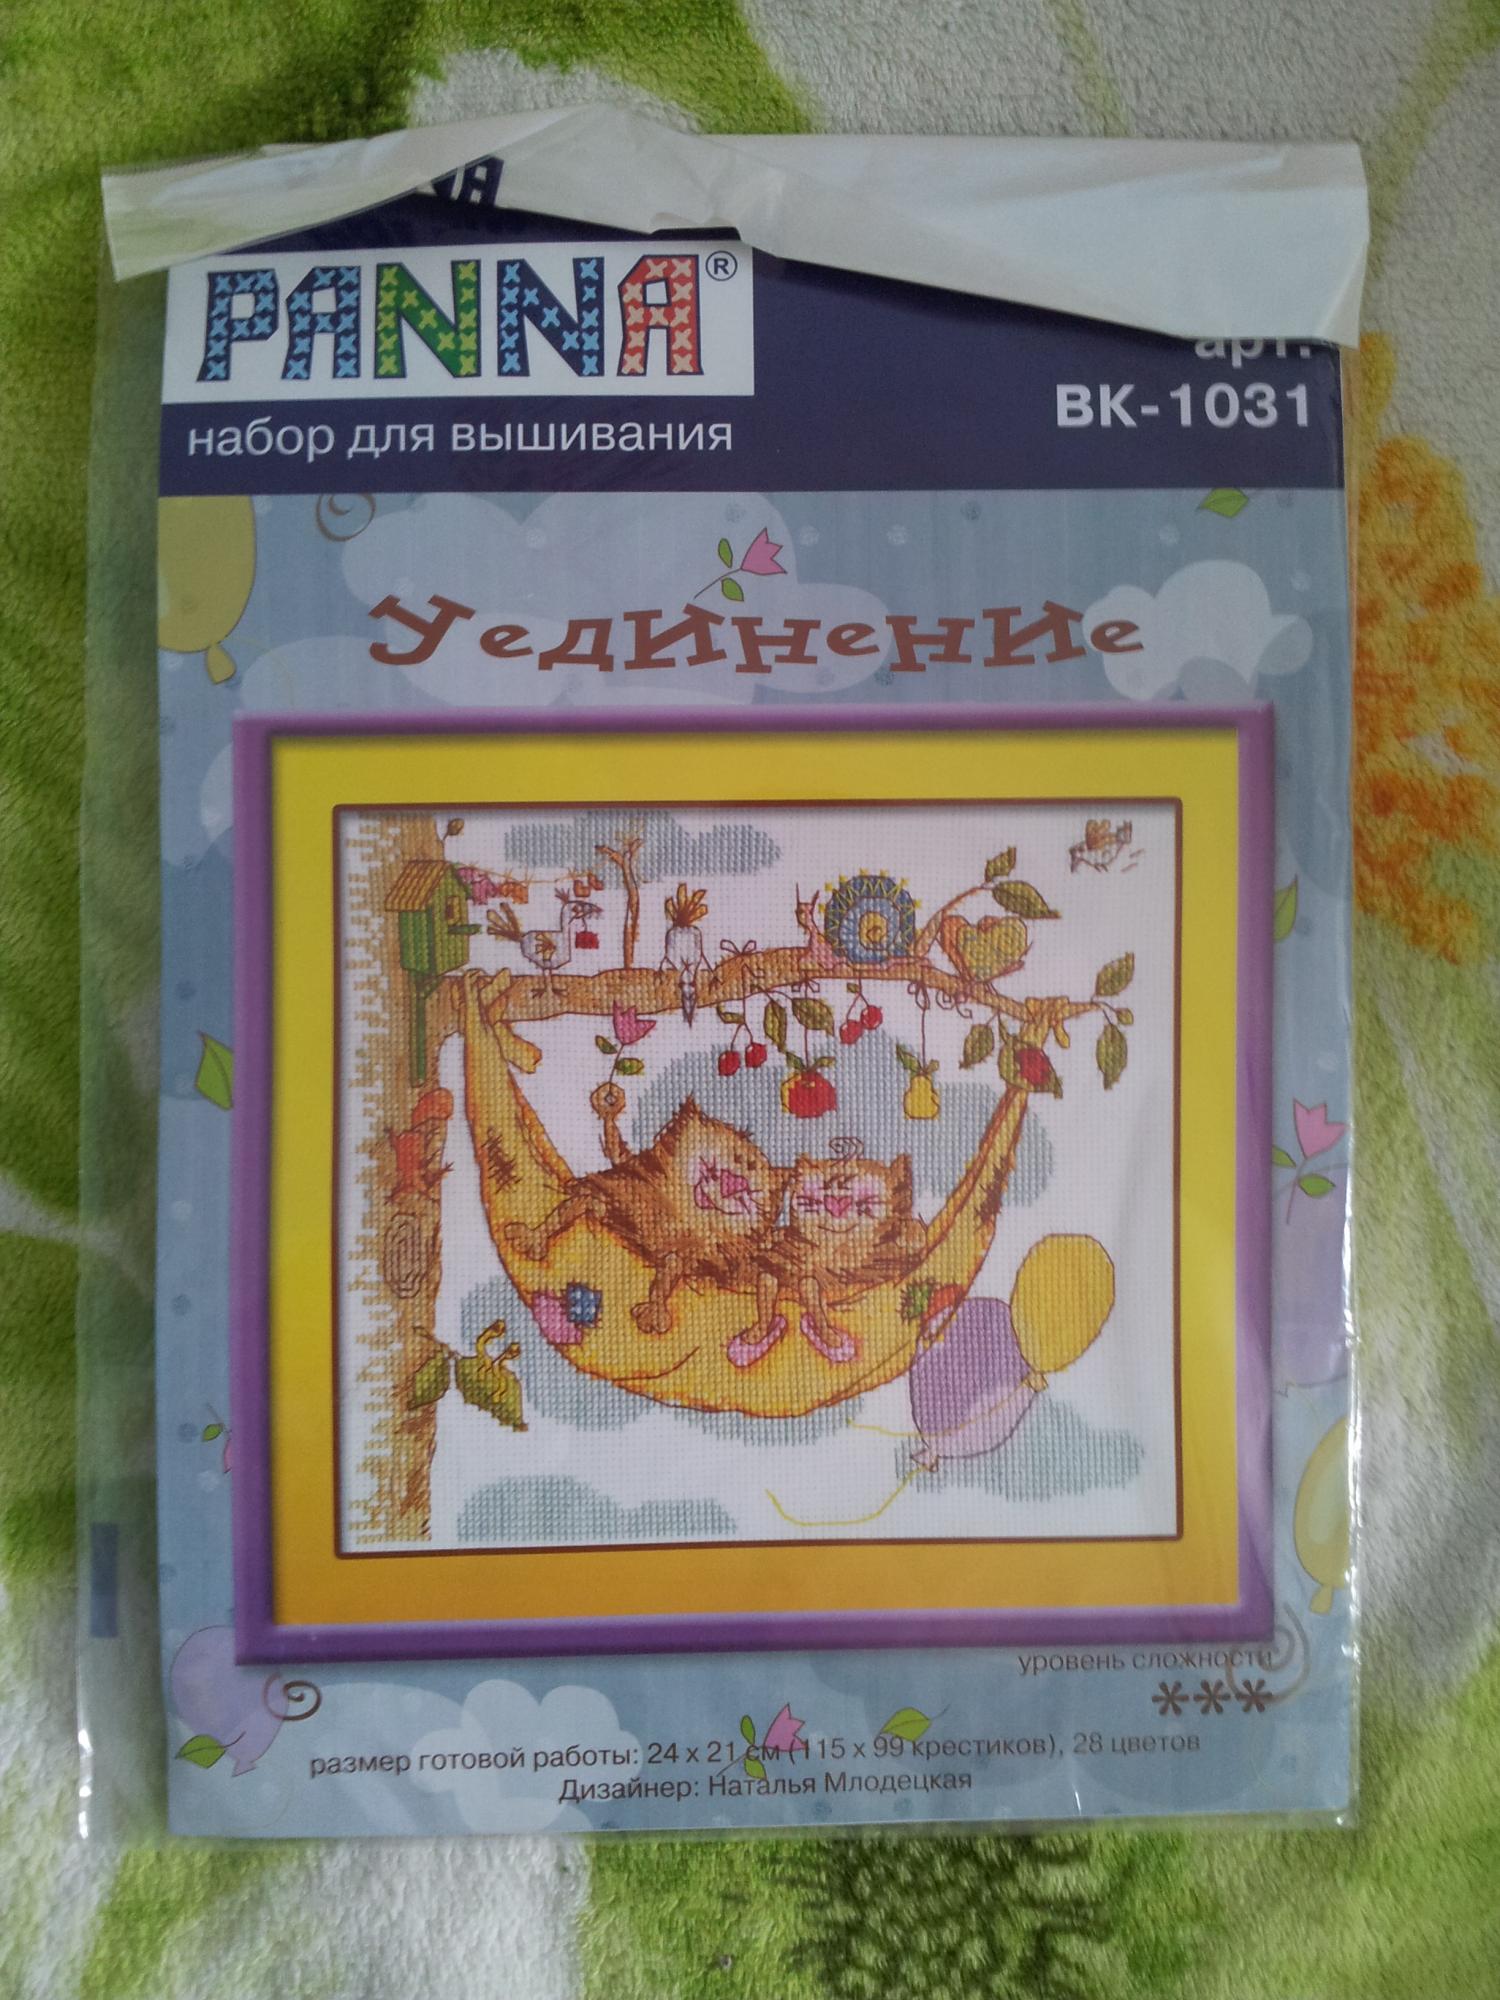 PANNA®
набор для вышивания
арт.
ВК-1031
Уединение
уровень сложности
***
размер готовой работы: 24 х 21 см (115 х 99 крестиков), 28 цветов
Дизайнер: Наталья Млодецкая